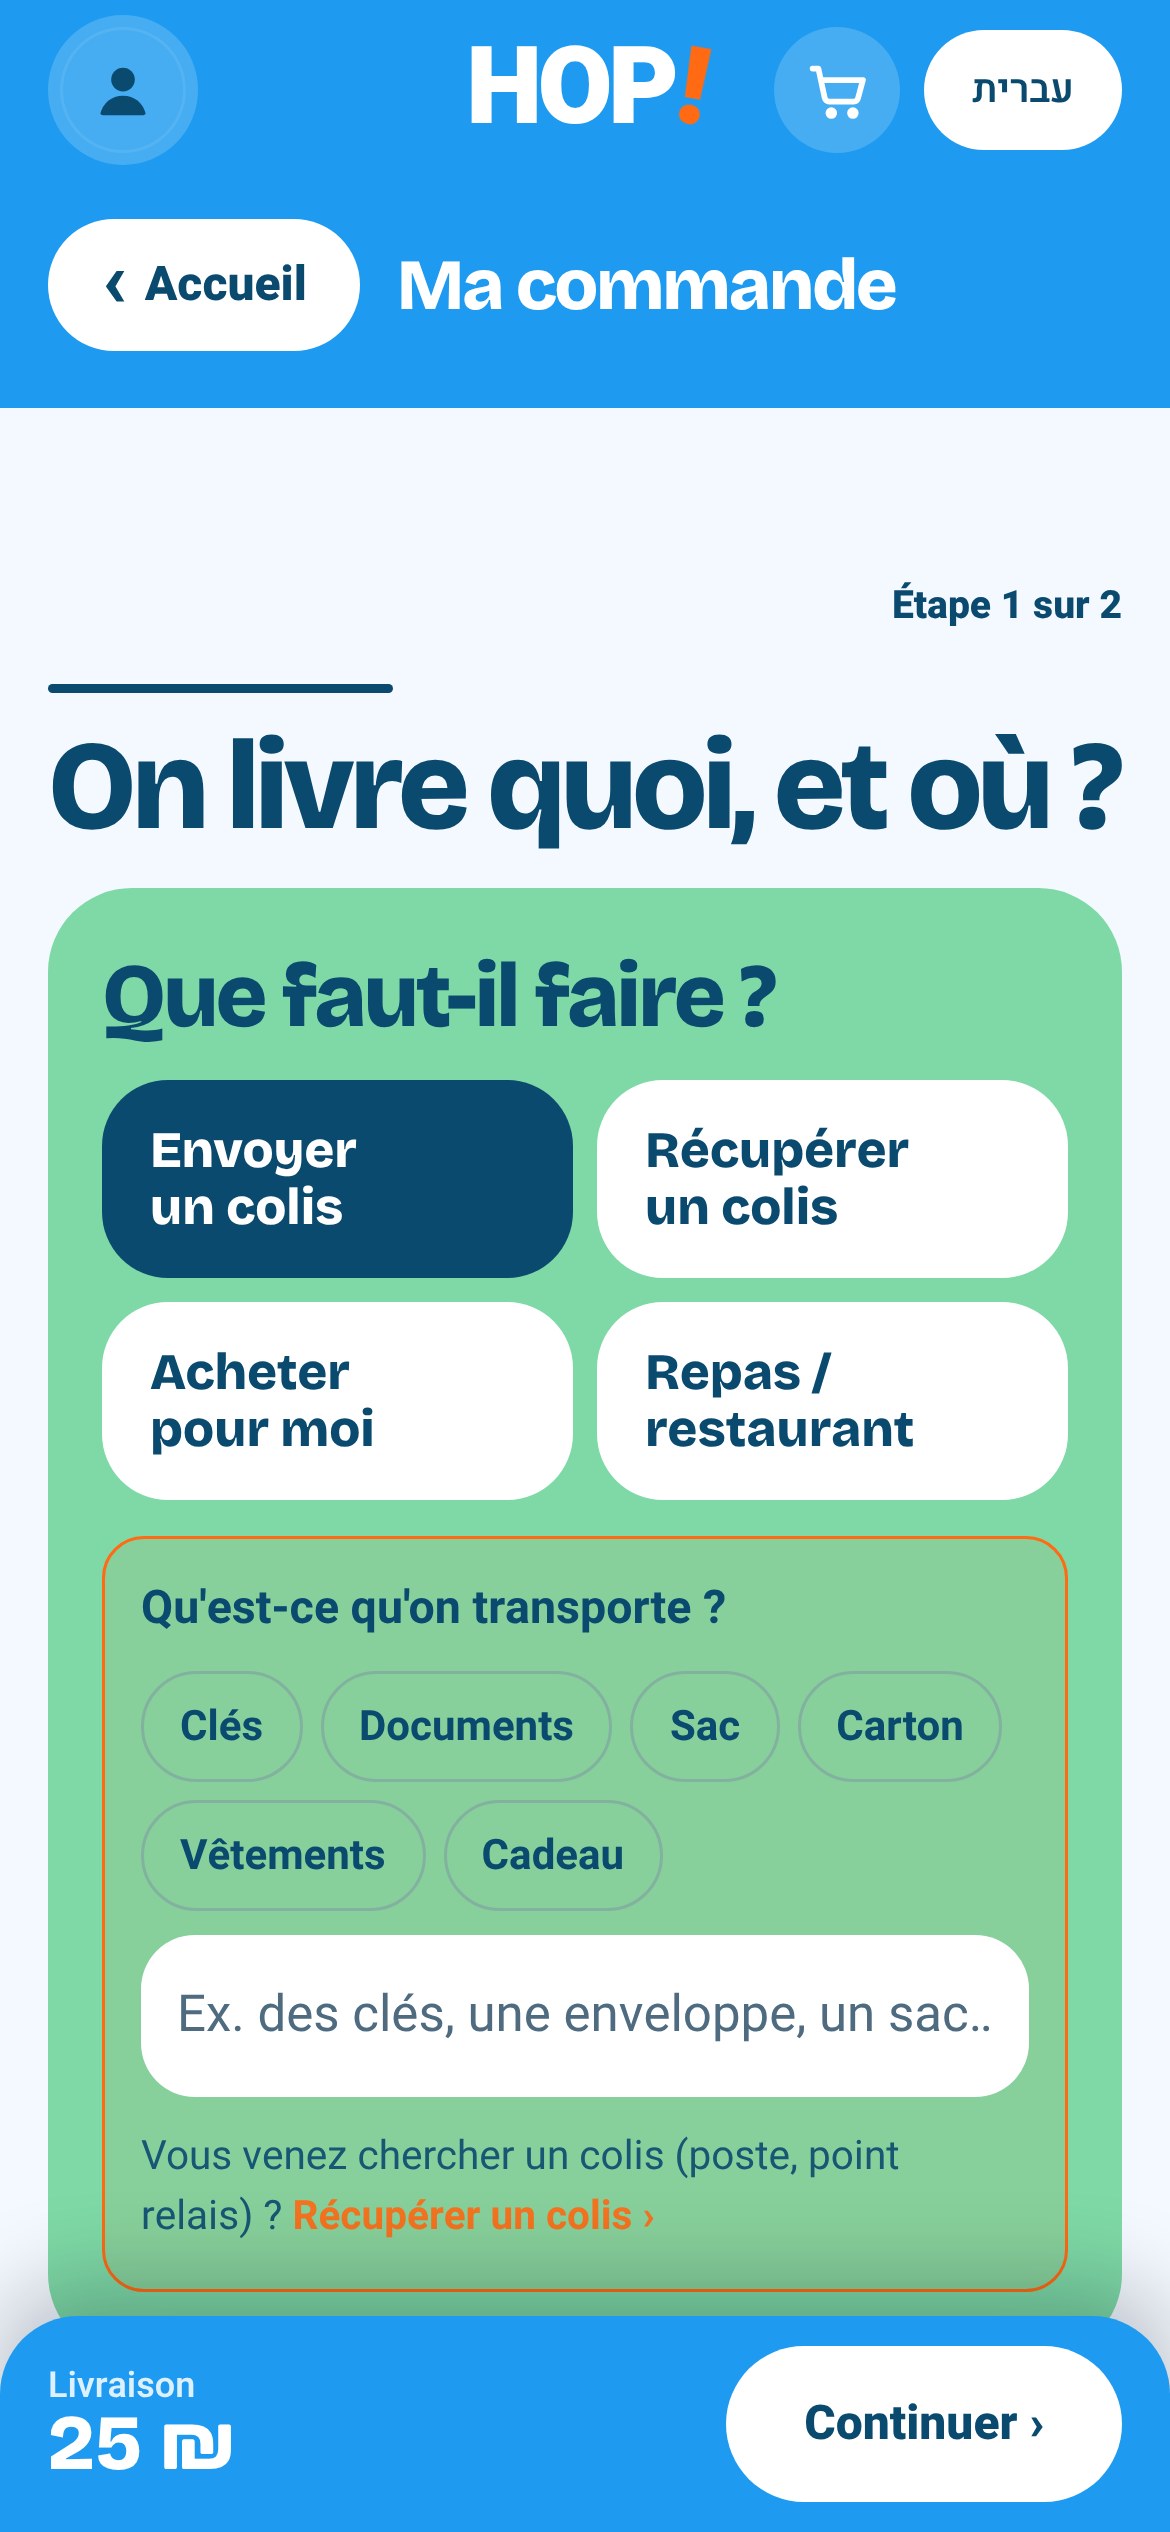 HOP!
עברית
‹ Accueil
Ma commande
Étape 1 sur 2
On livre quoi, et où ?
Que faut-il faire ?
Envoyer
un colis
Récupérer
un colis
Acheter
pour moi
Repas /
restaurant
Qu'est-ce qu'on transporte ?
Clés
Documents
Sac
Carton
Vêtements
Cadeau
Ex. des clés, une enveloppe, un sac..
Vous venez chercher un colis (poste, point
relais) ? Récupérer un colis ›
Livraison
25 ₪
Continuer ›